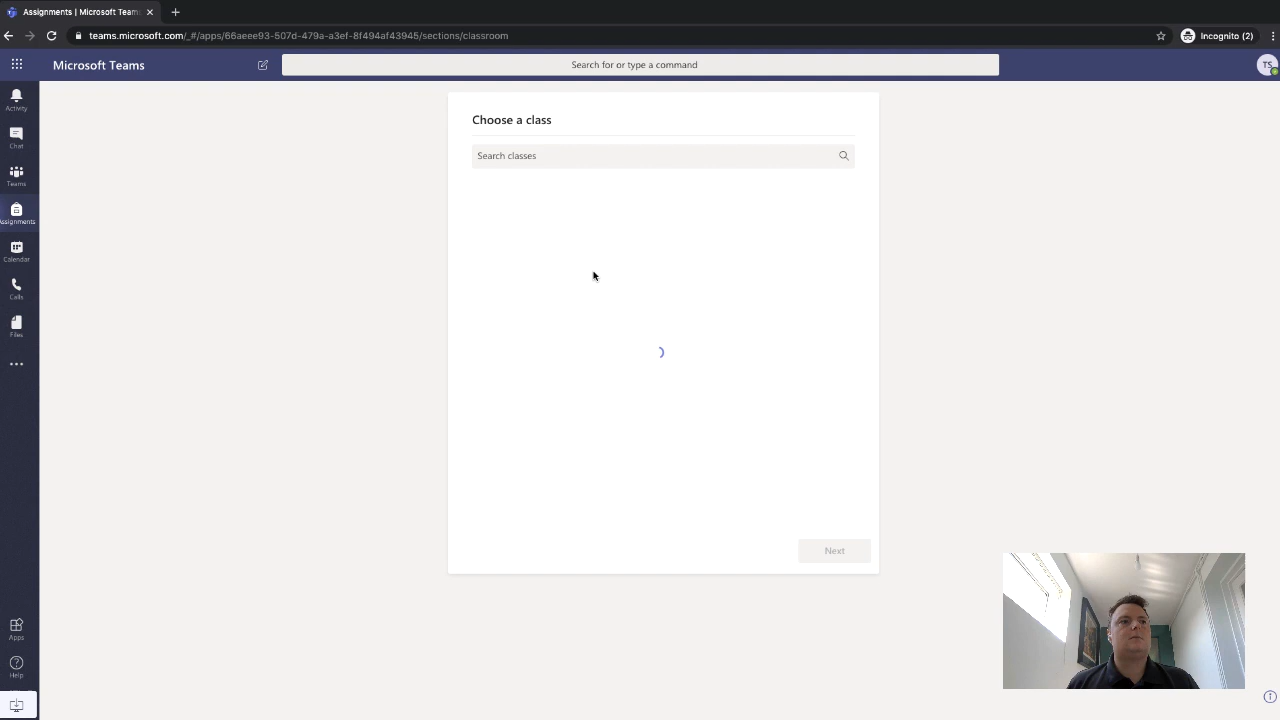 Assignments | Microsoft Team
teams.microsoft.com/_#/apps/66aeee93-507d-479a-a3ef-8f494af43945/sections/classroom
Incognito (2)
Microsoft Teams
Search for or type a command
TS
Activity
Chat
Teams
Assignments
Calendar
Calls
Files
Apps
Help
Choose a class
Search classes
Next